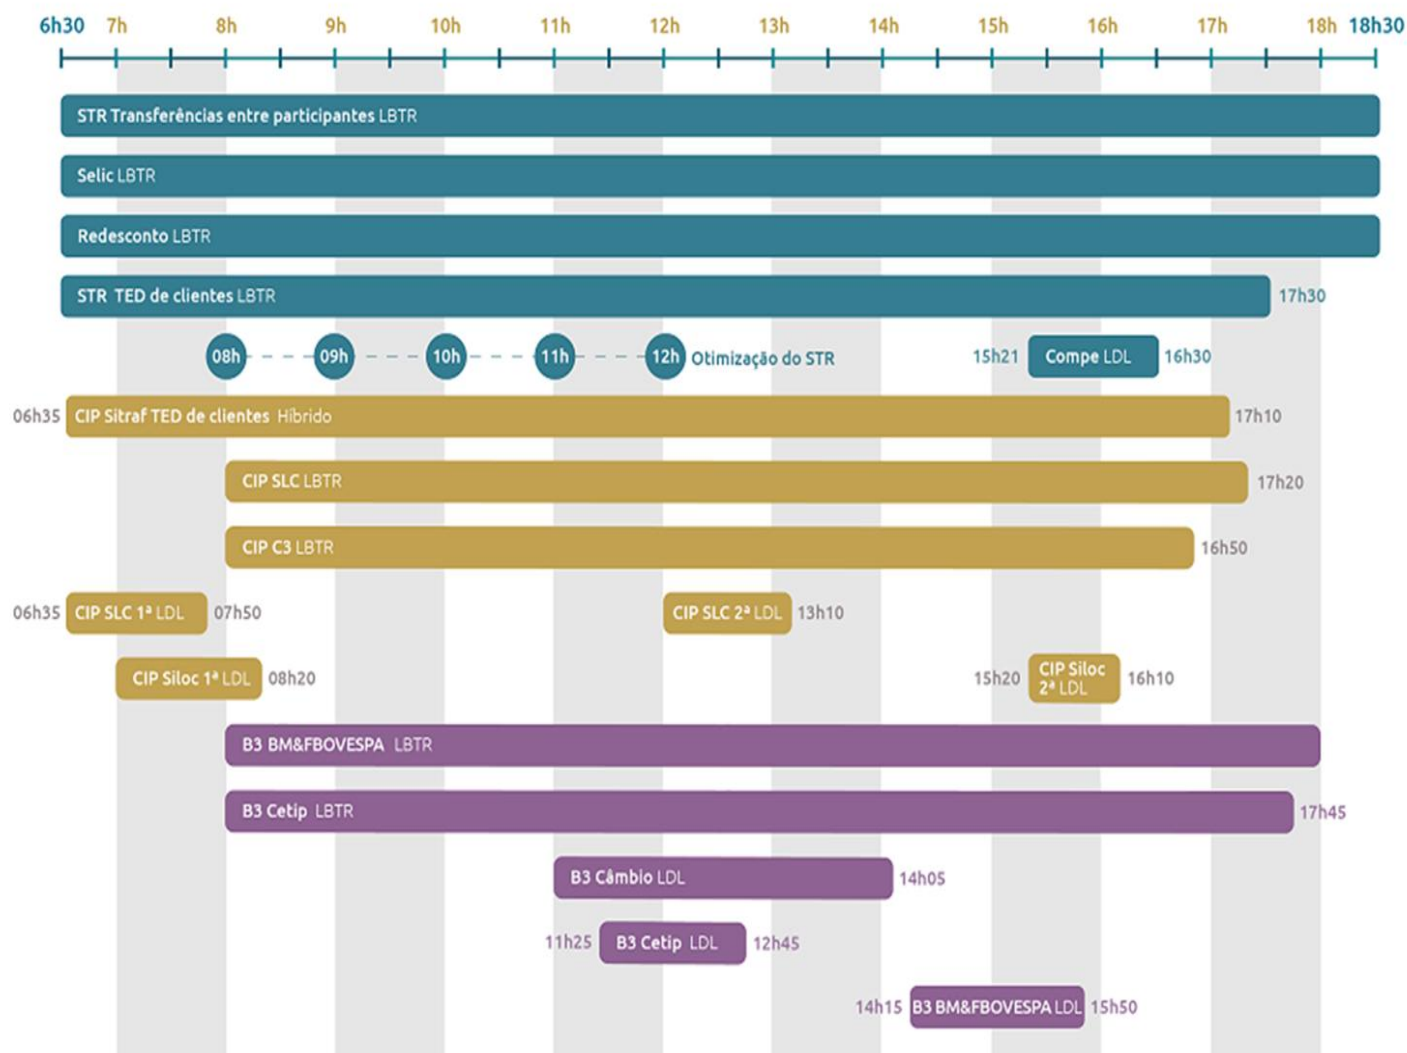 6h30 7h 8h 9h 10h 11h 12h 13h 14h 15h 16h 17h 18h 18h30
STR Transferências entre participantes LBTR
Selic LBTR
Redesconto LBTR
STR TED de clientes LBTR 17h30
08h 09h 10h 11h 12h Otimização do STR 15h21 Compe LDL 16h30
06h35 CIP Sitraf TED de clientes Híbrido 17h10
CIP SLC LBTR 17h20
CIP C3 LBTR 16h50
06h35 CIP SLC 1ª LDL 07h50 CIP SLC 2ª LDL 13h10
CIP Siloc 1ª LDL 08h20 15h20 CIP Siloc
2ª LDL 16h10
B3 BM&FBOVESPA LBTR
B3 Cetip LBTR 17h45
B3 Câmbio LDL 14h05
11h25 B3 Cetip LDL 12h45
14h15 B3 BM&FBOVESPA LDL 15h50